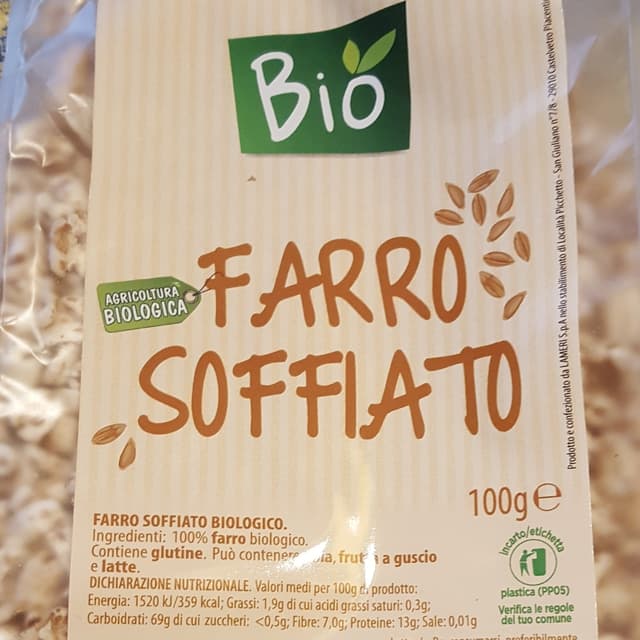 Bio
AGRICOLTURA
BIOLOGICA
FARRO
SOFFIATO
100g e
FARRO SOFFIATO BIOLOGICO.
Ingredienti: 100% farro biologico.
Contiene glutine. Può contenere frutta a guscio
e latte.
DICHIARAZIONE NUTRIZIONALE. Valori medi per 100g di prodotto:
Energia: 1520 kJ/359 kcal; Grassi: 1,9g di cui acidi grassi saturi: 0,3g;
Carboidrati: 69g di cui zuccheri: <0,5g; Fibre: 7,0g; Proteine: 13g; Sale: 0,01g
incarto/etichetta
plastica (PP05)
Verifica le regole
del tuo comune
Prodotto e confezionato da LAMERI S.p.A nello stabilimento di Località Picchetto - San Giuliano n°7/8 - 29010 Castelvetro Piacentin